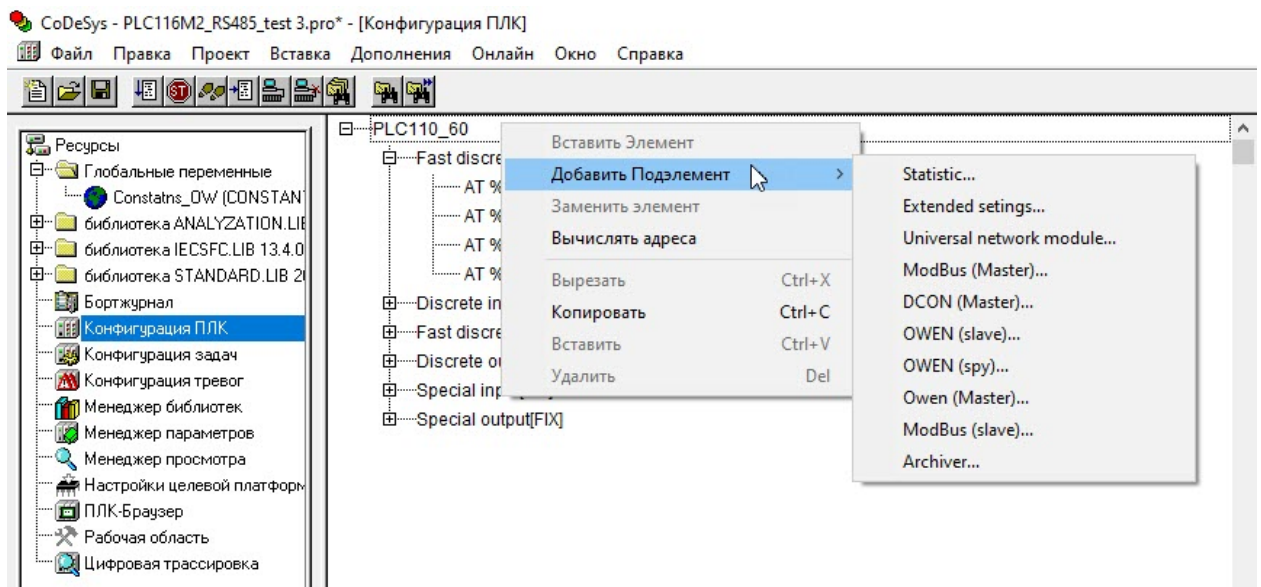 CoDeSys - PLC116M2_RS485_test 3.pro* - [Конфигурация ПЛК]
Файл Правка Проект Вставка Дополнения Онлайн Окно Справка
Ресурсы
Глобальные переменные
Constatns_OW (CONSTAN
библиотека ANALYZATION.LIE
библиотека IECSFC.LIB 13.4.0
библиотека STANDARD.LIB 2
Бортжурнал
Конфигурация ПЛК
Конфигурация задач
Конфигурация тревог
Менеджер библиотек
Менеджер параметров
Менеджер просмотра
Настройки целевой платформ
ПЛК-Браузер
Рабочая область
Цифровая трассировка
PLC110_60
Fast discre
AT %
AT %
AT %
AT %
Discrete in
Fast discre
Discrete ou
Special inp
Special output[FIX]
Вставить Элемент
Добавить Подэлемент >
Заменить элемент
Вычислять адреса
Вырезать Ctrl+X
Копировать Ctrl+C
Вставить Ctrl+V
Удалить Del
Statistic...
Extended setings...
Universal network module...
ModBus (Master)...
DCON (Master)...
OWEN (slave)...
OWEN (spy)...
Owen (Master)...
ModBus (slave)...
Archiver...